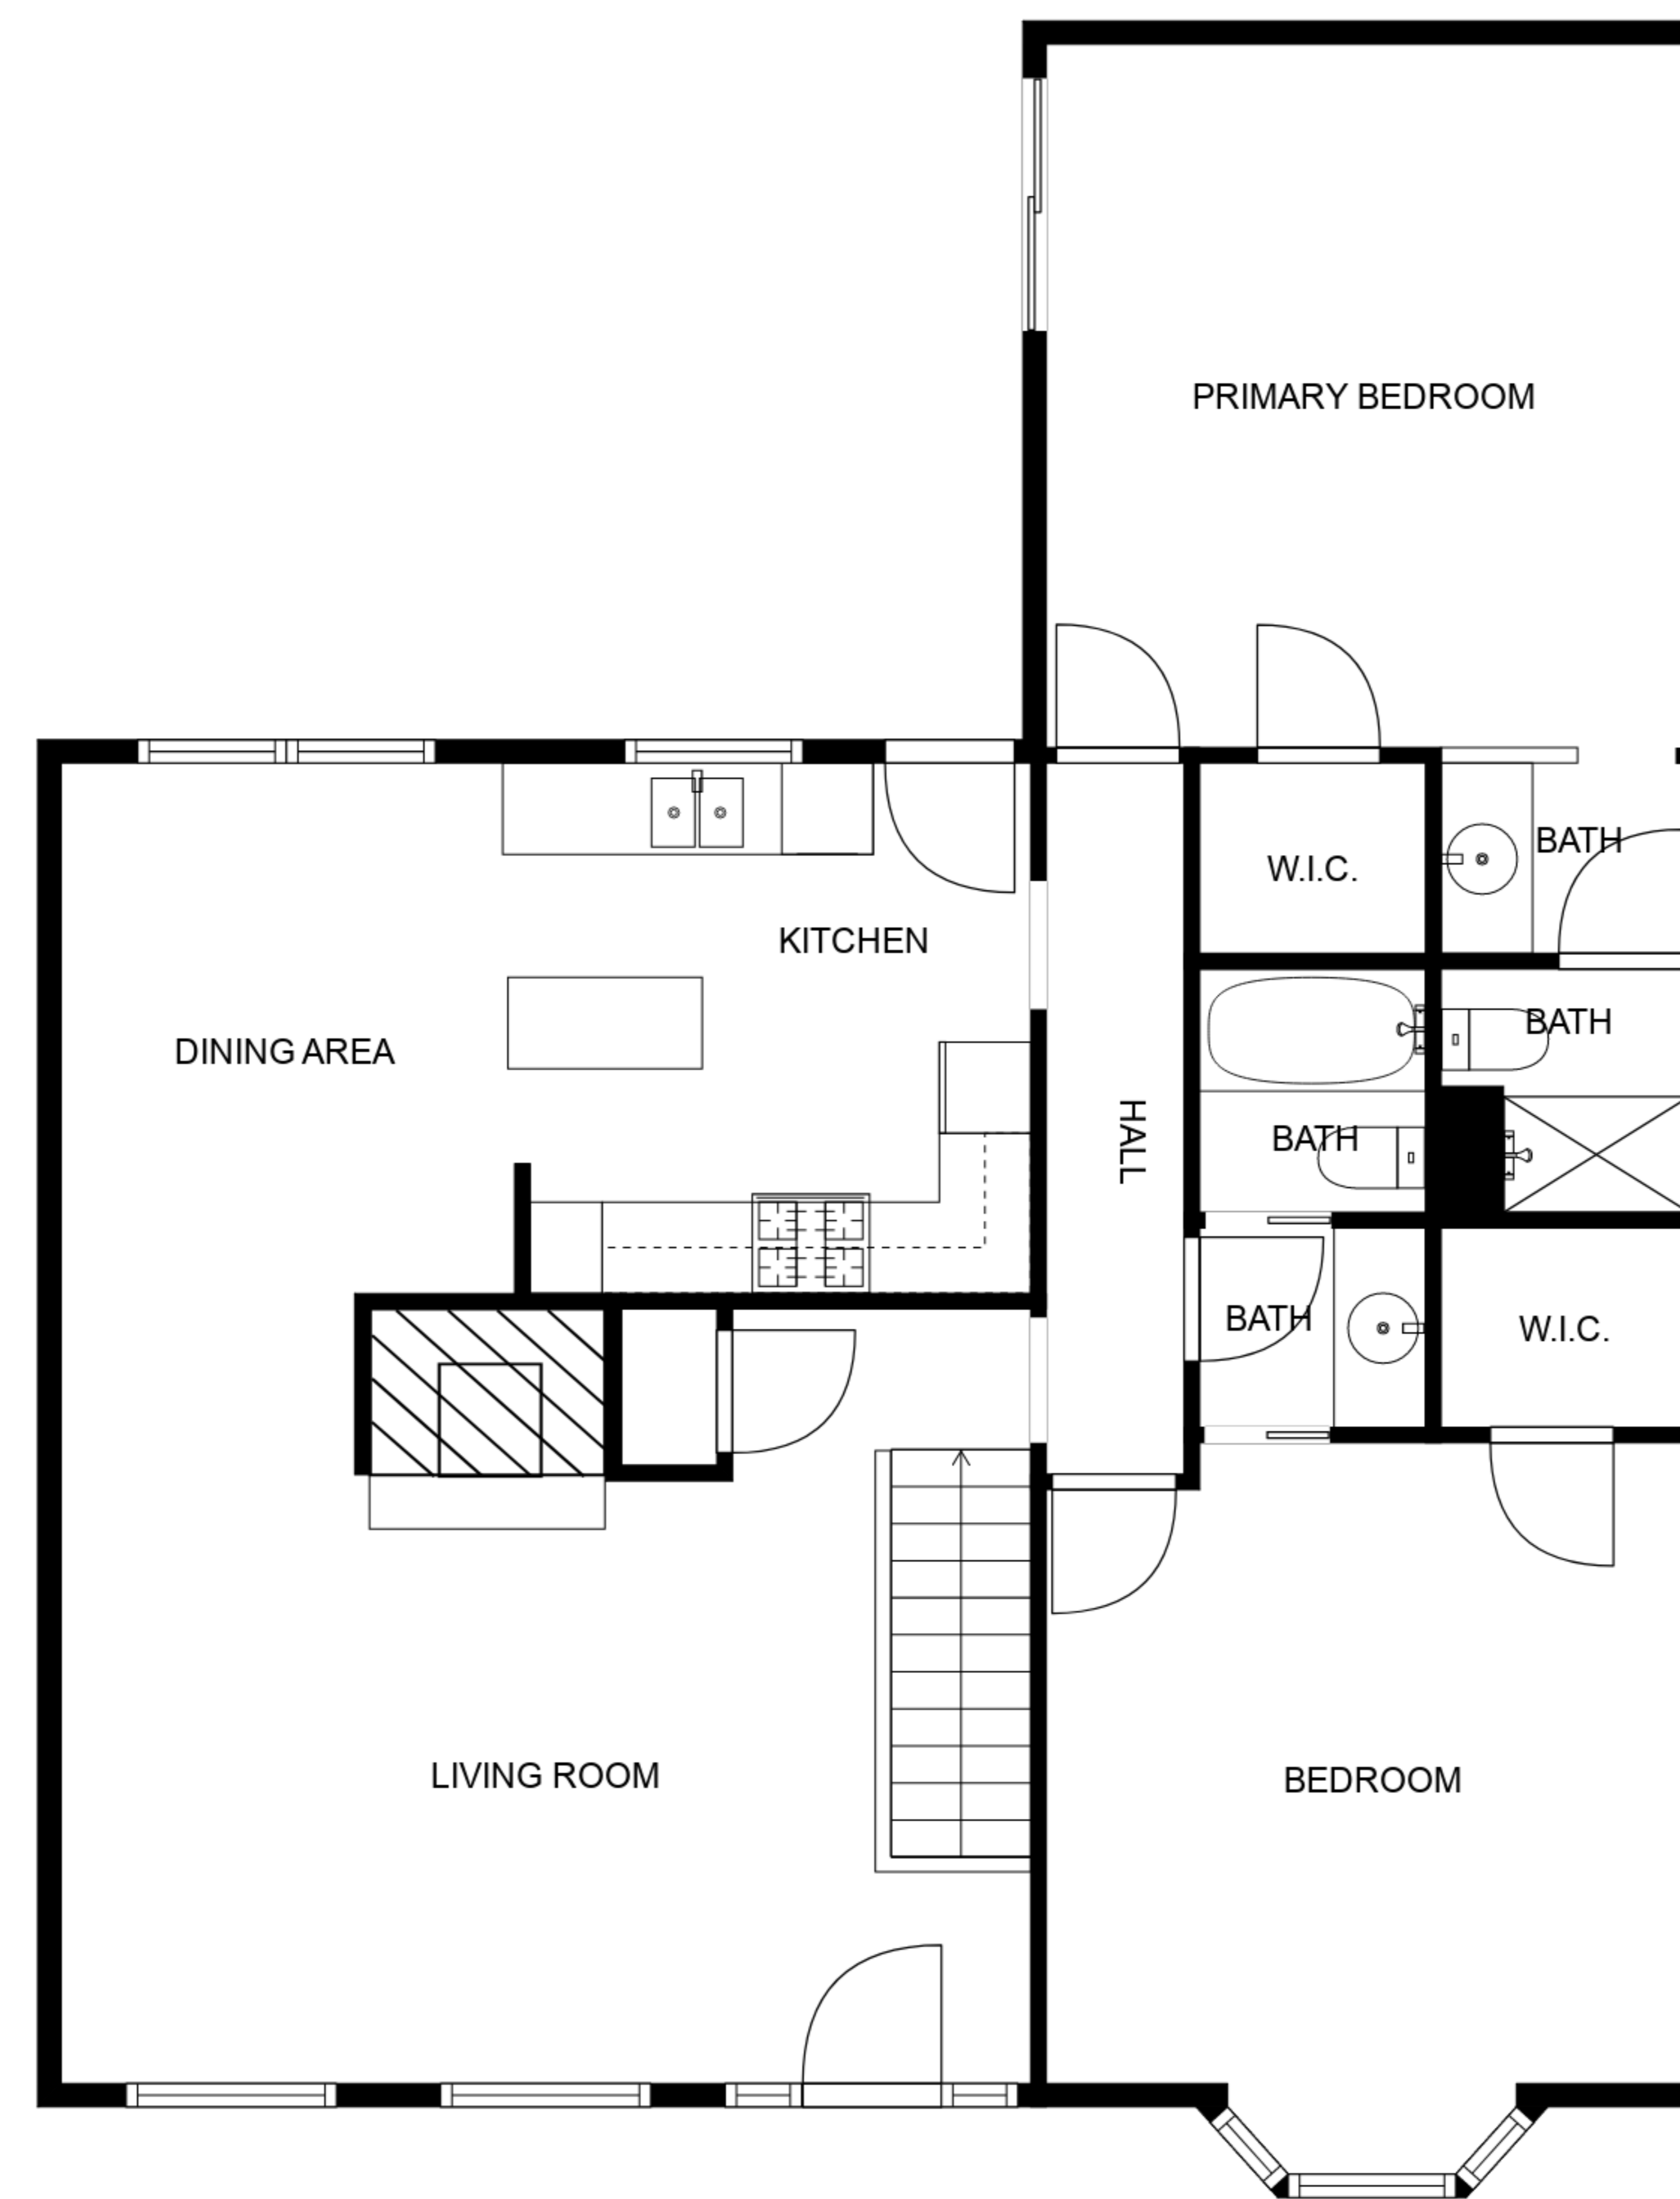 PRIMARY BEDROOM
BATH
W.I.C.
KITCHEN
BATH
DINING AREA
HALL
BATH
BATH
W.I.C.
LIVING ROOM
BEDROOM